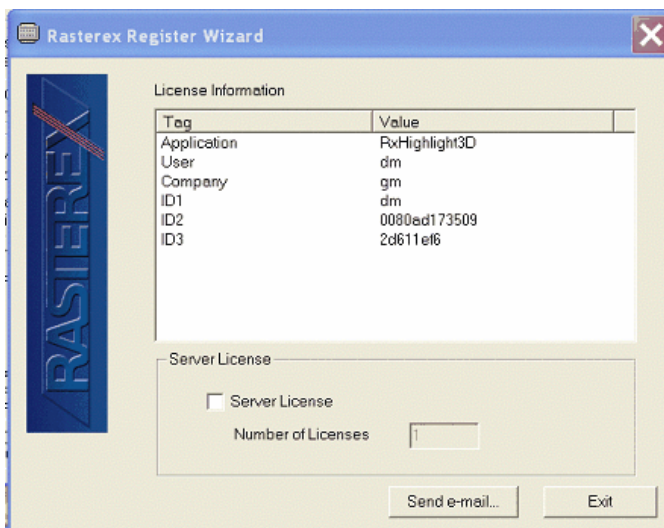 Rasterex Register Wizard
RASTEREX
License Information
Tag Value
Application RxHighlight3D
User dm
Company gm
ID1 dm
ID2 0080ad173509
ID3 2d611ef6
Server License
Server License
Number of Licenses 1
Send e-mail... Exit